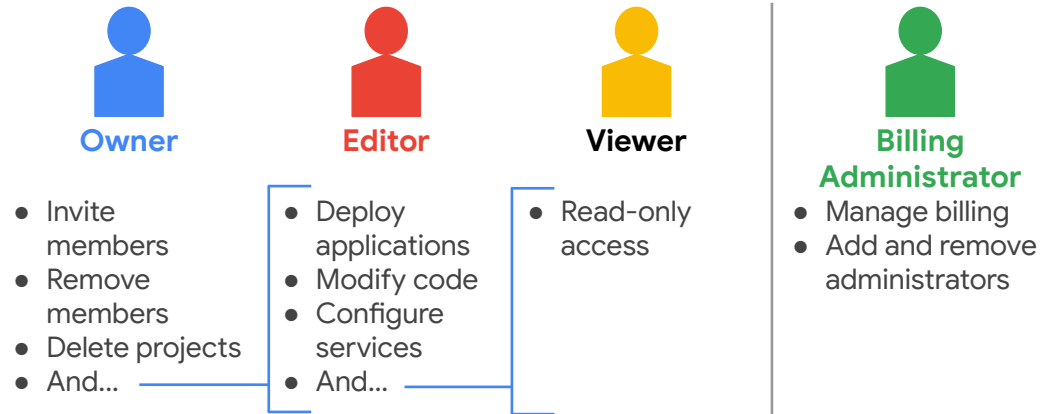 Owner
● Invite
members
● Remove
members
● Delete projects
● And...
Editor
● Deploy
applications
● Modify code
● Configure
services
● And...
Viewer
● Read-only
access
Billing
Administrator
● Manage billing
● Add and remove
administrators